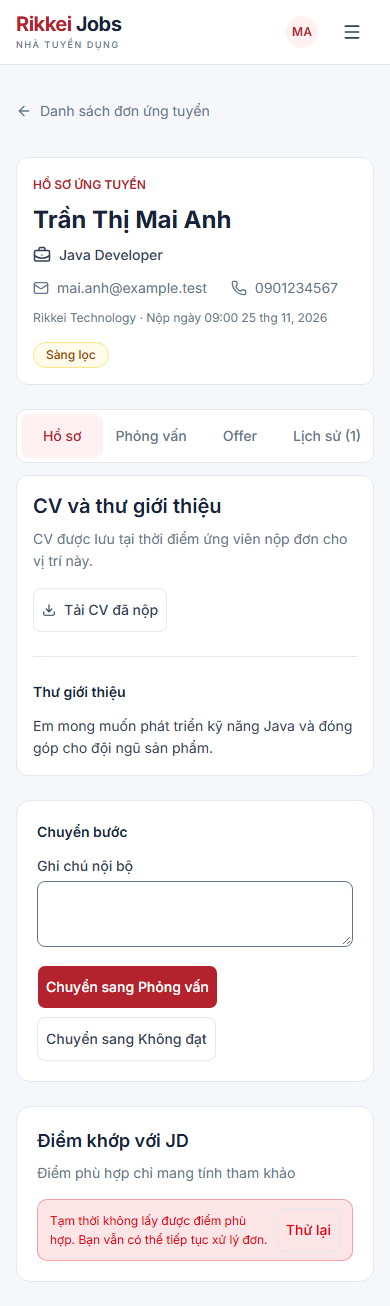 Rikkei Jobs
NHÀ TUYỂN DỤNG
MA
Danh sách đơn ứng tuyển
HỒ SƠ ỨNG TUYỂN
Trần Thị Mai Anh
Java Developer
mai.anh@example.test
0901234567
Rikkei Technology · Nộp ngày 09:00 25 thg 11, 2026
Sàng lọc
Hồ sơ
Phỏng vấn
Offer
Lịch sử (1)
CV và thư giới thiệu
CV được lưu tại thời điểm ứng viên nộp đơn cho
vị trí này.
Tải CV đã nộp
Thư giới thiệu
Em mong muốn phát triển kỹ năng Java và đóng
góp cho đội ngũ sản phẩm.
Chuyển bước
Ghi chú nội bộ
Chuyển sang Phỏng vấn
Chuyển sang Không đạt
Điểm khớp với JD
Điểm phù hợp chỉ mang tính tham khảo
Tạm thời không lấy được điểm phù
hợp. Bạn vẫn có thể tiếp tục xử lý đơn.
Thử lại